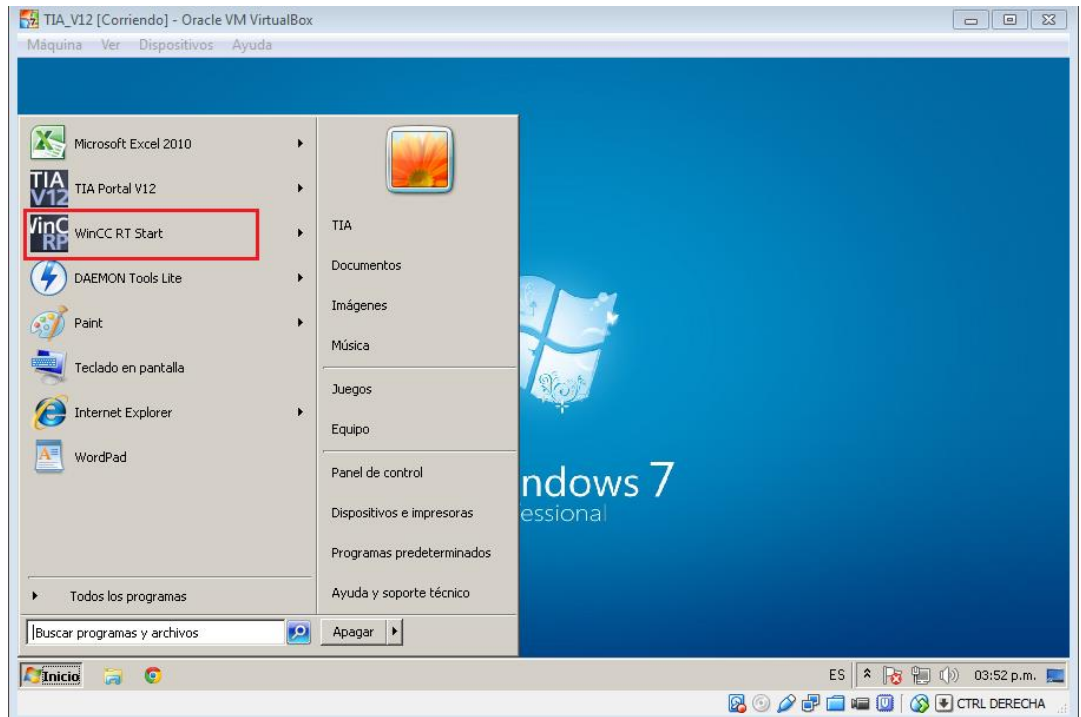 TIA_V12 [Corriendo] - Oracle VM VirtualBox
Máquina Ver Dispositivos Ayuda
Microsoft Excel 2010
TIA V12
TIA Portal V12
VinC RP
WinCC RT Start
DAEMON Tools Lite
Paint
Teclado en pantalla
Internet Explorer
WordPad
Todos los programas
Buscar programas y archivos
TIA
Documentos
Imágenes
Música
Juegos
Equipo
Panel de control
Dispositivos e impresoras
Programas predeterminados
Ayuda y soporte técnico
Apagar
ndows 7
essional
Inicio
ES
03:52 p.m.
CTRL DERECHA